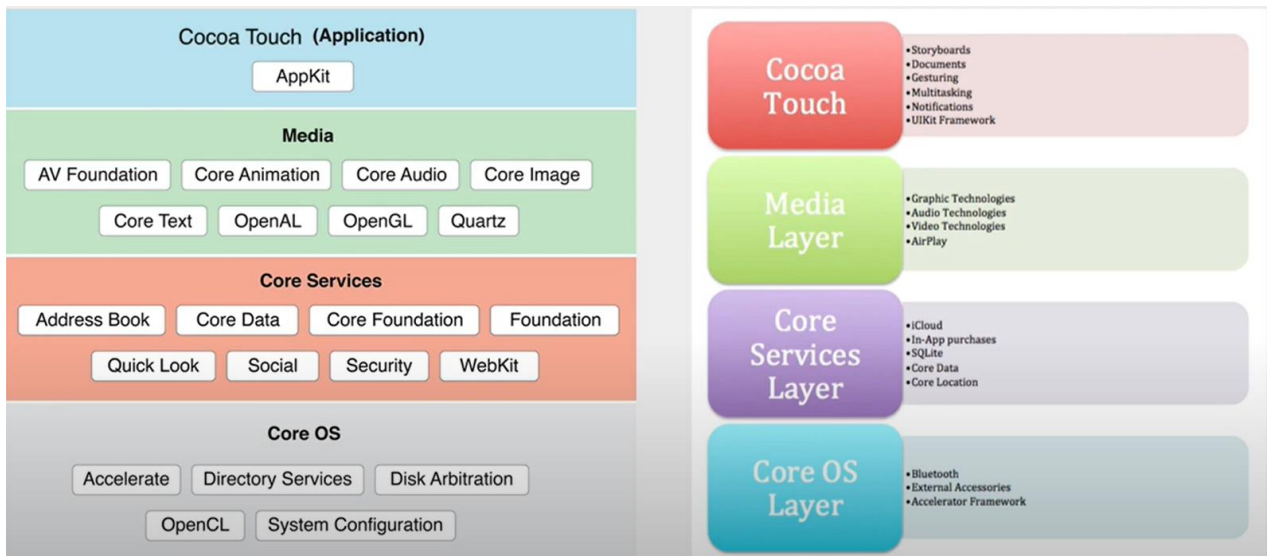 Cocoa Touch (Application)
AppKit
Media
AV Foundation
Core Animation
Core Audio
Core Image
Core Text
OpenAL
OpenGL
Quartz
Core Services
Address Book
Core Data
Core Foundation
Foundation
Quick Look
Social
Security
WebKit
Core OS
Accelerate
Directory Services
Disk Arbitration
OpenCL
System Configuration
Cocoa
Touch
•Storyboards
•Documents
•Gesturing
•Multitasking
•Notifications
•UIKit Framework
Media
Layer
•Graphic Technologies
•Audio Technologies
•Video Technologies
•AirPlay
Core
Services
Layer
•iCloud
•In-App purchases
•SQLite
•Core Data
•Core Location
Core OS
Layer
•Bluetooth
•External Accessories
•Accelerator Framework